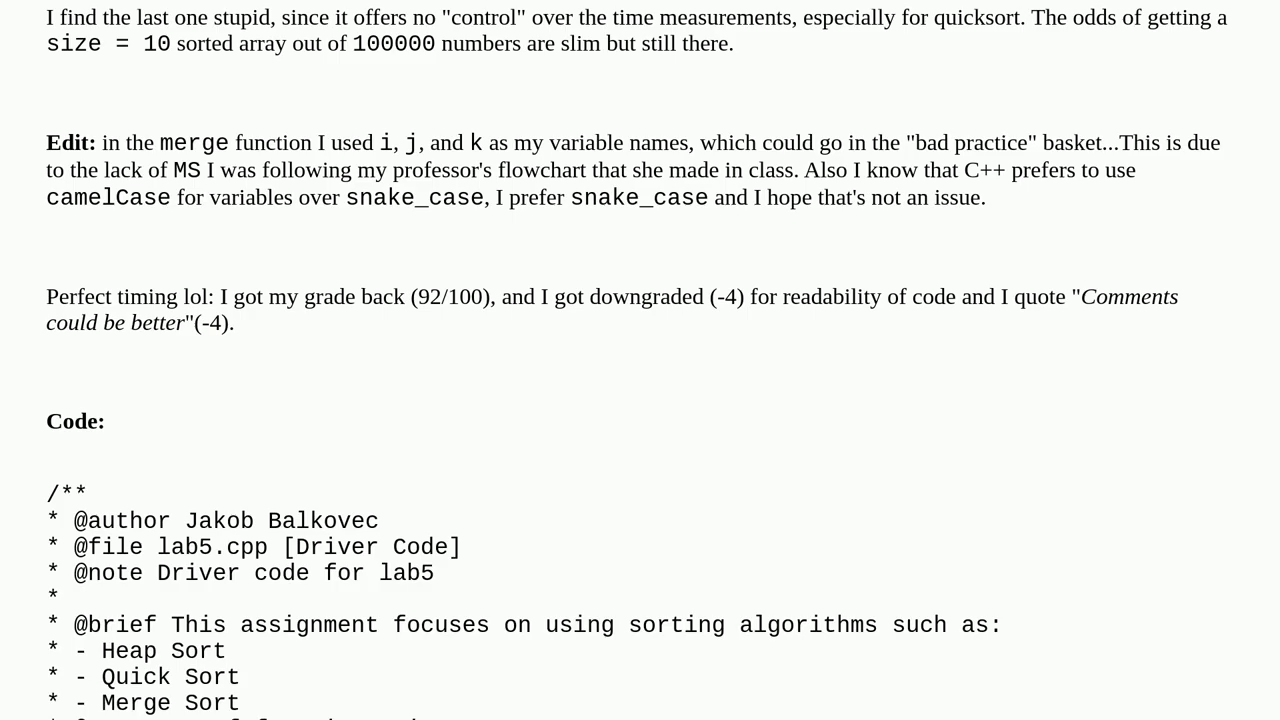 I find the last one stupid, since it offers no "control" over the time measurements, especially for quicksort. The odds of getting a
size = 10 sorted array out of 100000 numbers are slim but still there.
Edit: in the merge function I used i, j, and k as my variable names, which could go in the "bad practice" basket...This is due
to the lack of MS I was following my professor's flowchart that she made in class. Also I know that C++ prefers to use
camelCase for variables over snake_case, I prefer snake_case and I hope that's not an issue.
Perfect timing lol: I got my grade back (92/100), and I got downgraded (-4) for readability of code and I quote "Comments
could be better"(-4).
Code:
/**
* @author Jakob Balkovec
* @file lab5.cpp [Driver Code]
* @note Driver code for lab5
*
* @brief This assignment focuses on using sorting algorithms such as:
* - Heap Sort
* - Quick Sort
* - Merge Sort